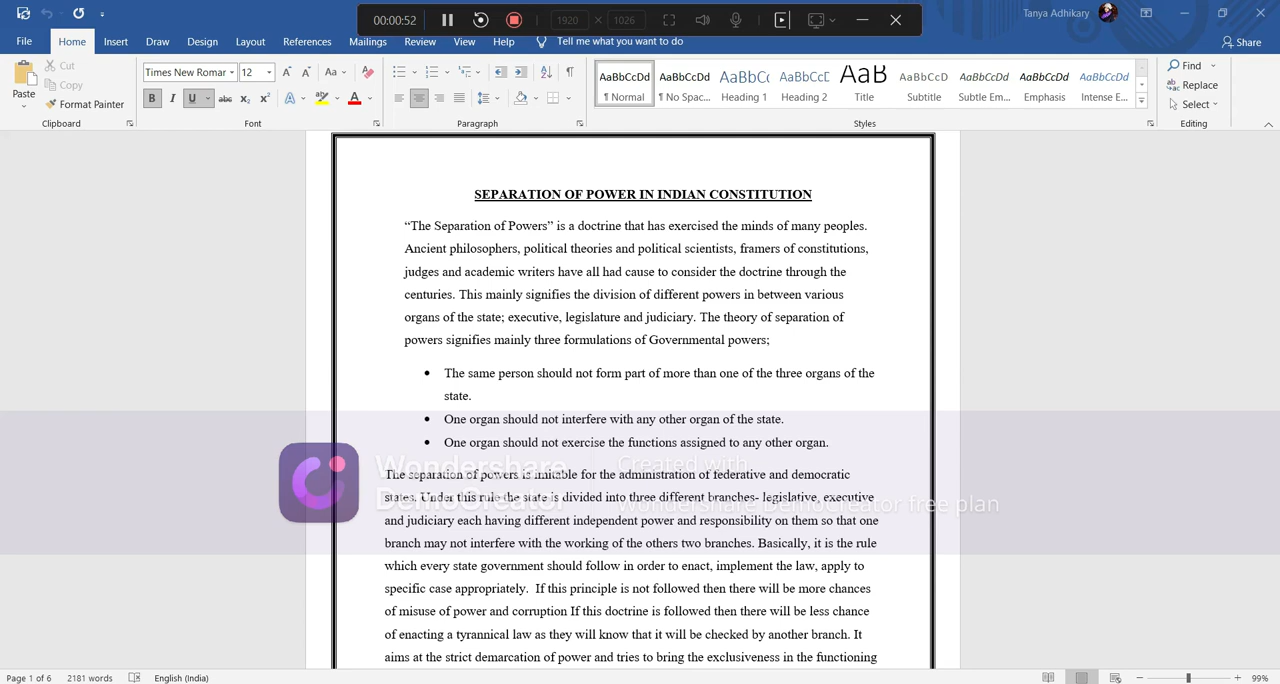 00:00:52 1920 × 1026
Tanya Adhikary
File Home Insert Draw Design Layout References Mailings Review View Help Tell me what you want to do Share
Paste Cut Copy Format Painter
Clipboard
Times New Romar 12 Aa
B I U abc x₂ x² A A
Font
Paragraph
AaBbCcDd AaBbCcDd AaBbCc AaBbCcE AaB AaBbCcD AaBbCcDd AaBbCcDd AaBbCcDd
¶ Normal ¶ No Spac... Heading 1 Heading 2 Title Subtitle Subtle Em... Emphasis Intense E...
Styles
Find
Replace
Select
Editing
SEPARATION OF POWER IN INDIAN CONSTITUTION
“The Separation of Powers” is a doctrine that has exercised the minds of many peoples.
Ancient philosophers, political theories and political scientists, framers of constitutions,
judges and academic writers have all had cause to consider the doctrine through the
centuries. This mainly signifies the division of different powers in between various
organs of the state; executive, legislature and judiciary. The theory of separation of
powers signifies mainly three formulations of Governmental powers;
• The same person should not form part of more than one of the three organs of the
state.
• One organ should not interfere with any other organ of the state.
• One organ should not exercise the functions assigned to any other organ.
Wondershare DemoCreator
Created with
Wondershare DemoCreator free plan
The separation of powers is imitable for the administration of federative and democratic
states. Under this rule the state is divided into three different branches- legislative, executive
and judiciary each having different independent power and responsibility on them so that one
branch may not interfere with the working of the others two branches. Basically, it is the rule
which every state government should follow in order to enact, implement the law, apply to
specific case appropriately.  If this principle is not followed then there will be more chances
of misuse of power and corruption If this doctrine is followed then there will be less chance
of enacting a tyrannical law as they will know that it will be checked by another branch. It
aims at the strict demarcation of power and tries to bring the exclusiveness in the functioning
Page 1 of 6 2181 words English (India) 99%